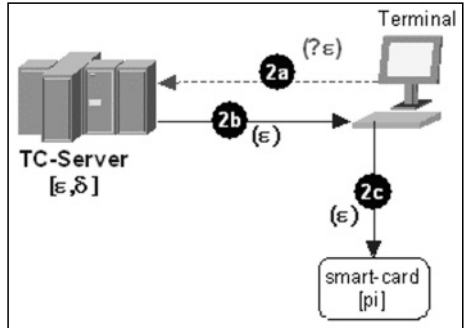 Terminal
(?ε)
2a
2b
(ε)
TC-Server
[ε,δ]
2c
(ε)
smart-card
[pi]